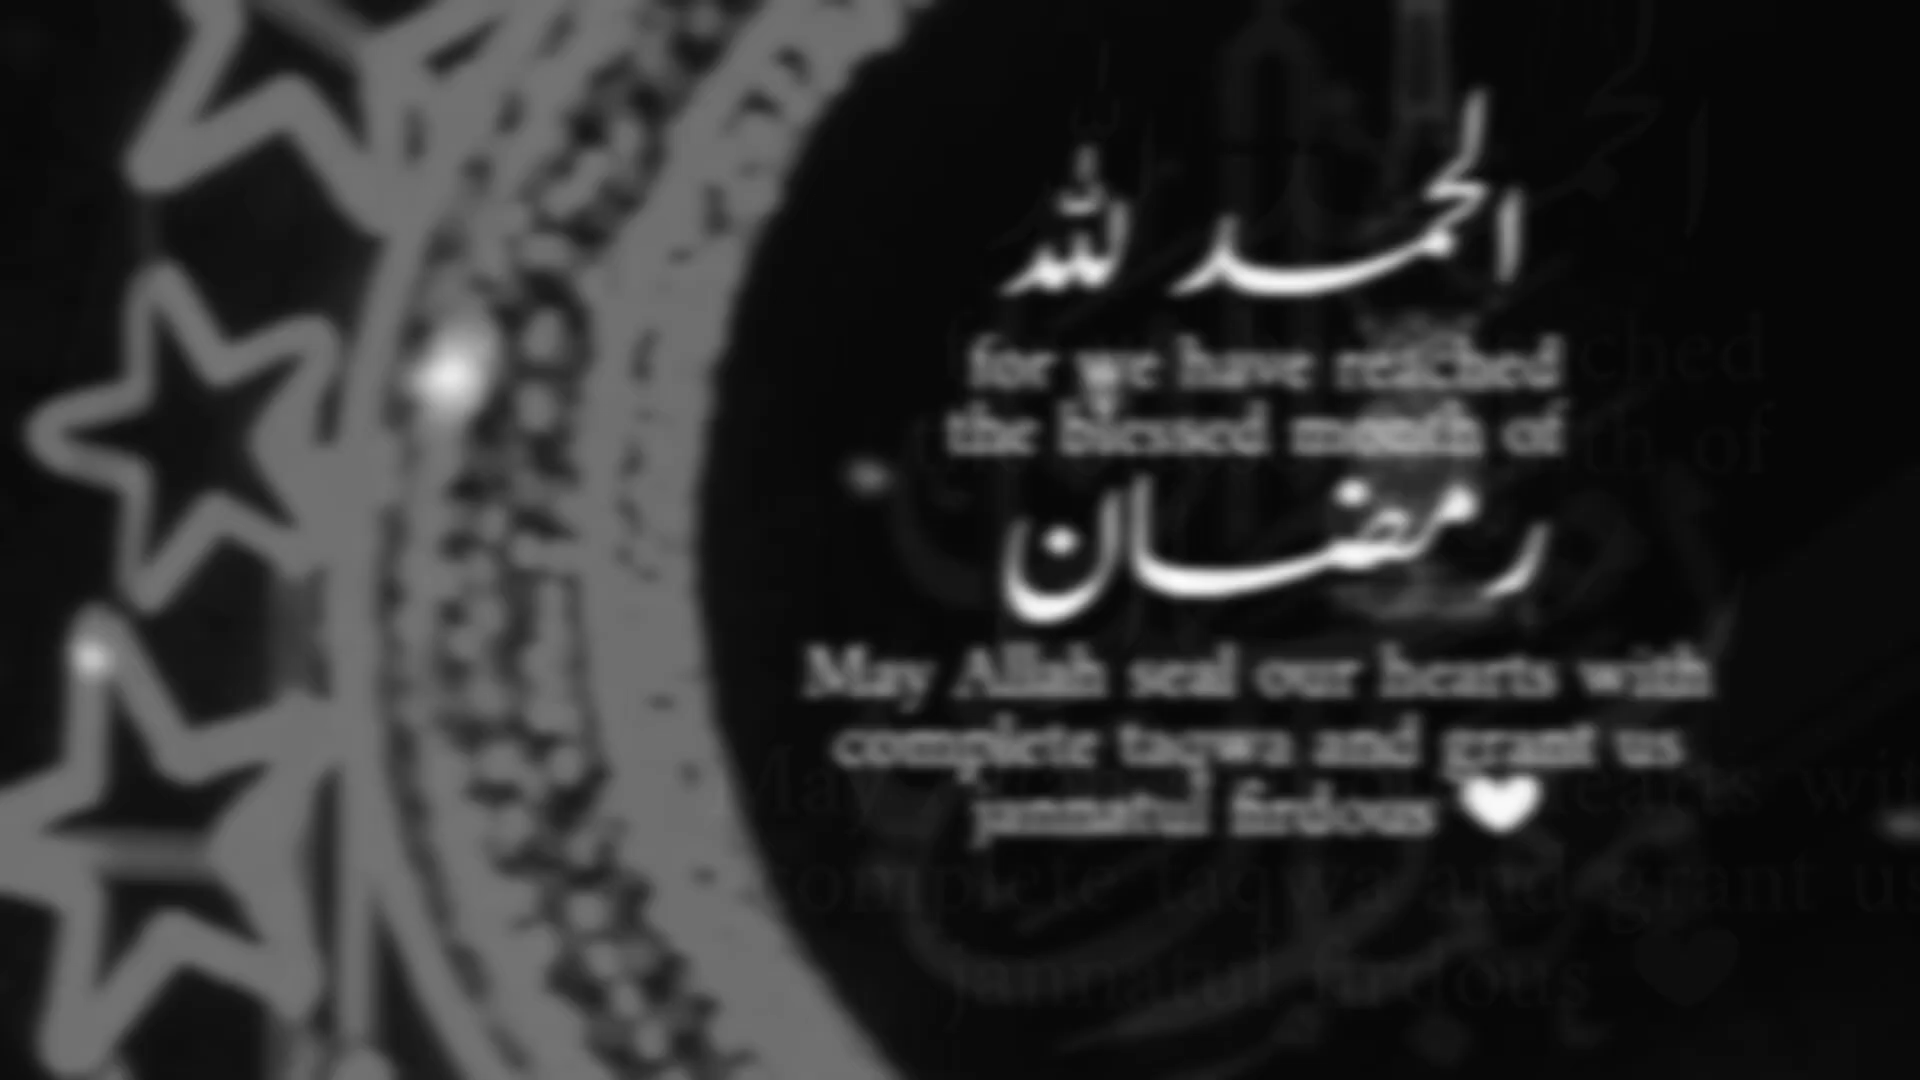 الحمد لله
for we have reached
the blessed month of
رمضان
May Allah seal our hearts with
complete taqwa and grant us
jannatul firdous 🤍